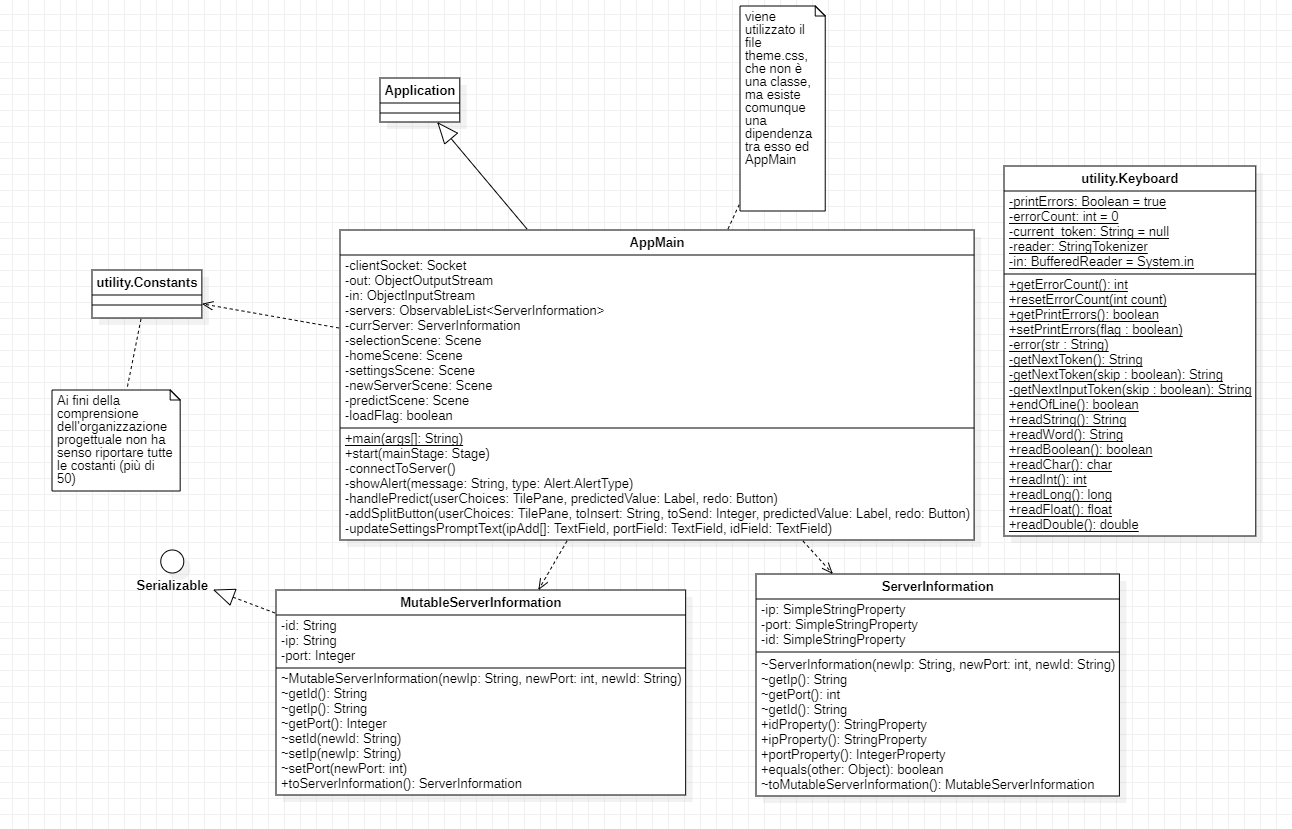 viene
utilizzato il
file
theme.css,
che non è
una classe,
ma esiste
comunque
una
dipendenza
tra esso ed
AppMain
Application
utility.Keyboard
-printErrors: Boolean = true
-errorCount: int = 0
-current_token: String = null
-reader: StringTokenizer
-in: BufferedReader = System.in
+getErrorCount(): int
+resetErrorCount(int count)
+getPrintErrors(): boolean
+setPrintErrors(flag : boolean)
-error(str : String)
-getNextToken(): String
-getNextToken(skip : boolean): String
-getNextInputToken(skip : boolean): String
+endOfLine(): boolean
+readString(): String
+readWord(): String
+readBoolean(): boolean
+readChar(): char
+readInt(): int
+readLong(): long
+readFloat(): float
+readDouble(): double
AppMain
-clientSocket: Socket
-out: ObjectOutputStream
-in: ObjectInputStream
-servers: ObservableList<ServerInformation>
-currServer: ServerInformation
-selectionScene: Scene
-homeScene: Scene
-settingsScene: Scene
-newServerScene: Scene
-predictScene: Scene
-loadFlag: boolean
+main(args[]: String)
+start(mainStage: Stage)
-connectToServer()
-showAlert(message: String, type: Alert.AlertType)
-handlePredict(userChoices: TilePane, predictedValue: Label, redo: Button)
-addSplitButton(userChoices: TilePane, toInsert: String, toSend: Integer, predictedValue: Label, redo: Button)
-updateSettingsPromptText(ipAdd[]: TextField, portField: TextField, idField: TextField)
utility.Constants
Ai fini della
comprensione
dell'organizzazione
progettuale non ha
senso riportare tutte
le costanti (più di
50)
Serializable
MutableServerInformation
-id: String
-ip: String
-port: Integer
~MutableServerInformation(newIp: String, newPort: int, newId: String)
~getId(): String
~getIp(): String
~getPort(): Integer
~setId(newId: String)
~setIp(newIp: String)
~setPort(newPort: int)
+toServerInformation(): ServerInformation
ServerInformation
-ip: SimpleStringProperty
-port: SimpleStringProperty
-id: SimpleStringProperty
~ServerInformation(newIp: String, newPort: int, newId: String)
~getIp(): String
~getPort(): int
~getId(): String
+idProperty(): StringProperty
+ipProperty(): StringProperty
+portProperty(): IntegerProperty
+equals(other: Object): boolean
~toMutableServerInformation(): MutableServerInformation